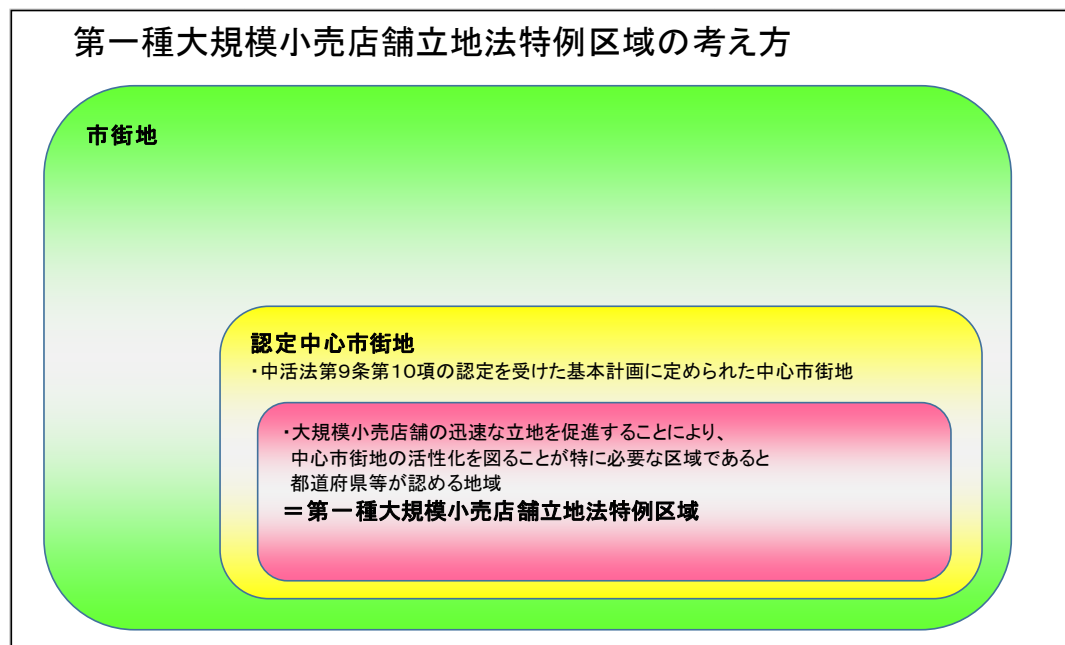 第一種大規模小売店舗立地法特例区域の考え方
市街地
認定中心市街地
・中活法第９条第１０項の認定を受けた基本計画に定められた中心市街地
・大規模小売店舗の迅速な立地を促進することにより、
中心市街地の活性化を図ることが特に必要な区域であると
都道府県等が認める地域
＝第一種大規模小売店舗立地法特例区域